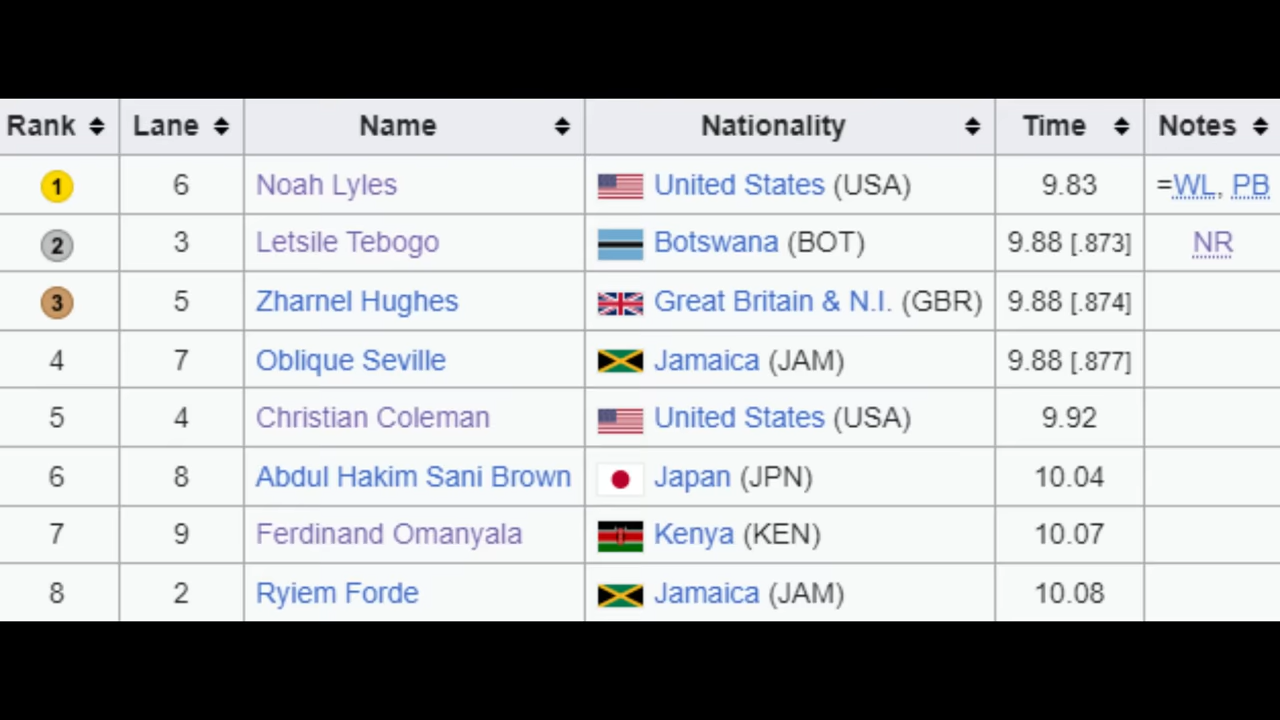 Rank Lane Name Nationality Time Notes
1 6 Noah Lyles United States (USA) 9.83 =WL, PB
2 3 Letsile Tebogo Botswana (BOT) 9.88 [.873] NR
3 5 Zharnel Hughes Great Britain & N.I. (GBR) 9.88 [.874]
4 7 Oblique Seville Jamaica (JAM) 9.88 [.877]
5 4 Christian Coleman United States (USA) 9.92
6 8 Abdul Hakim Sani Brown Japan (JPN) 10.04
7 9 Ferdinand Omanyala Kenya (KEN) 10.07
8 2 Ryiem Forde Jamaica (JAM) 10.08